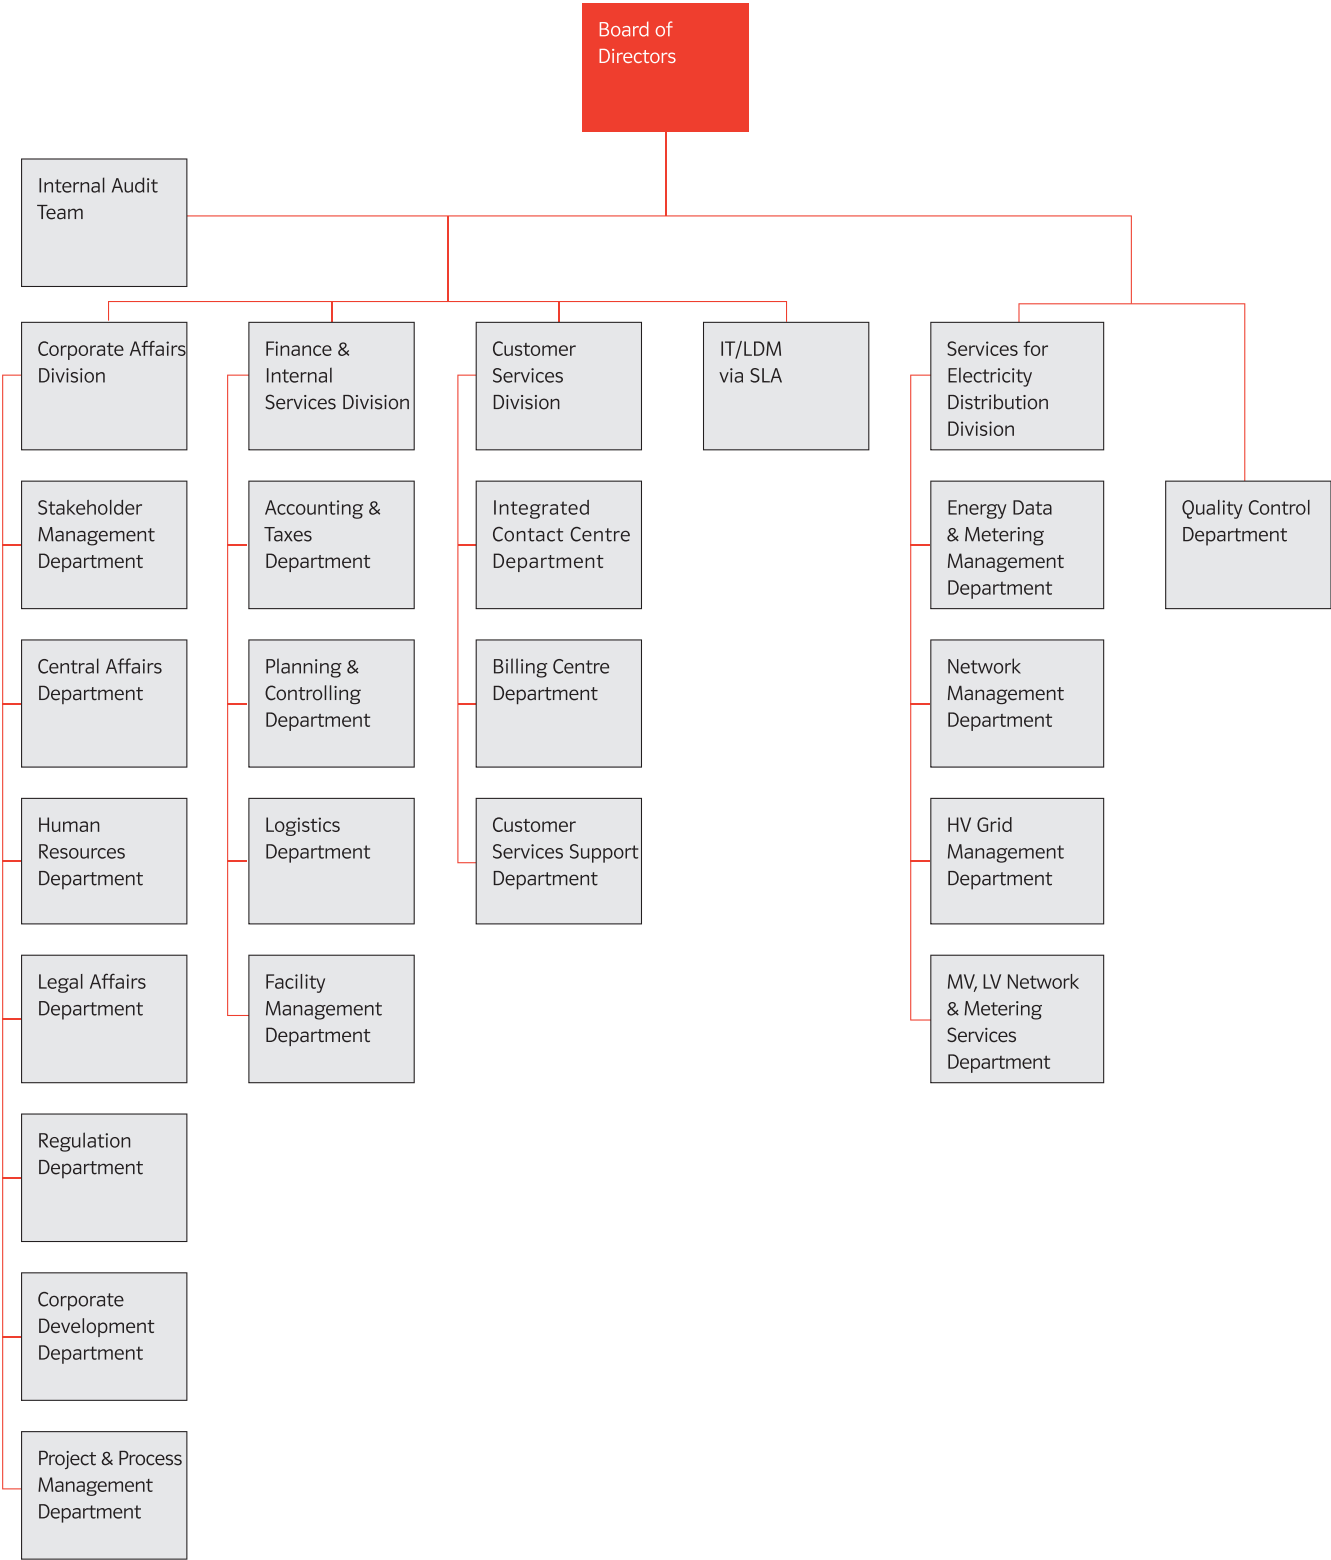 Board of
Directors
Internal Audit
Team
Corporate Affairs
Division
Stakeholder
Management
Department
Central Affairs
Department
Human
Resources
Department
Legal Affairs
Department
Regulation
Department
Corporate
Development
Department
Project & Process
Management
Department
Finance &
Internal
Services Division
Accounting &
Taxes
Department
Planning &
Controlling
Department
Logistics
Department
Facility
Management
Department
Customer
Services
Division
Integrated
Contact Centre
Department
Billing Centre
Department
Customer
Services Support
Department
IT/LDM
via SLA
Services for
Electricity
Distribution
Division
Energy Data
& Metering
Management
Department
Network
Management
Department
HV Grid
Management
Department
MV, LV Network
& Metering
Services
Department
Quality Control
Department